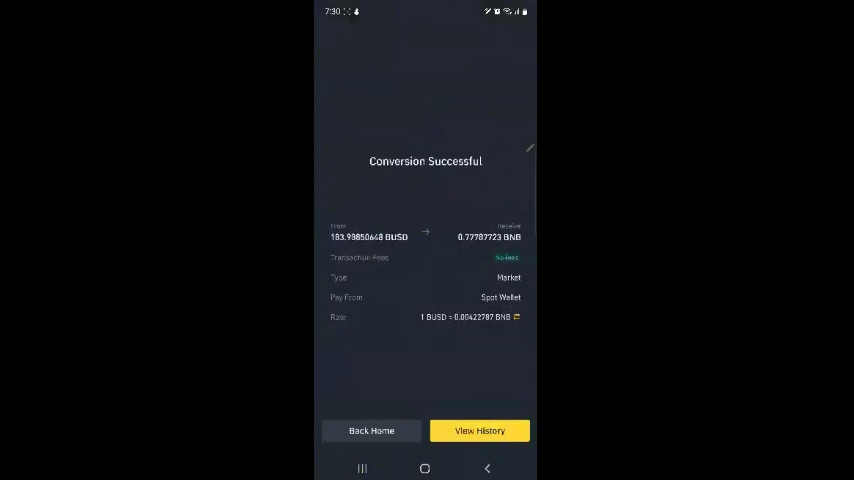 7:30
Conversion Successful
From
183.98850648 BUSD
Receive
0.77787723 BNB
Transaction Fees
No Fees
Type
Market
Pay From
Spot Wallet
Rate
1 BUSD = 0.00422787 BNB
Back Home
View History